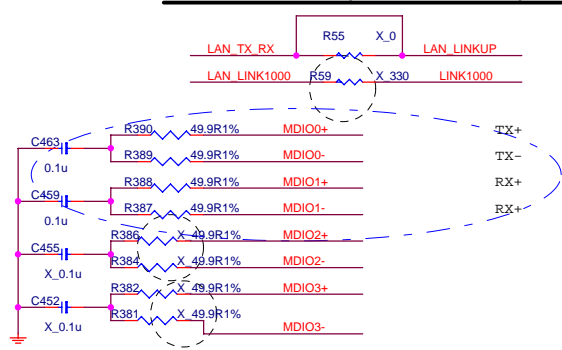 R55 X_0
LAN_TX_RX LAN_LINKUP
LAN_LINK1000 R59 X_330 LINK1000
R390 49.9R1% MDIO0+ TX+
C463
R389 49.9R1% MDIO0- TX-
0.1u
R388 49.9R1% MDIO1+ RX+
C459
R387 49.9R1% MDIO1- RX+
0.1u
R386 X_49.9R1% MDIO2+
C455
R384 X_49.9R1% MDIO2-
X_0.1u
R382 X_49.9R1% MDIO3+
C452
R381 X_49.9R1%
X_0.1u MDIO3-